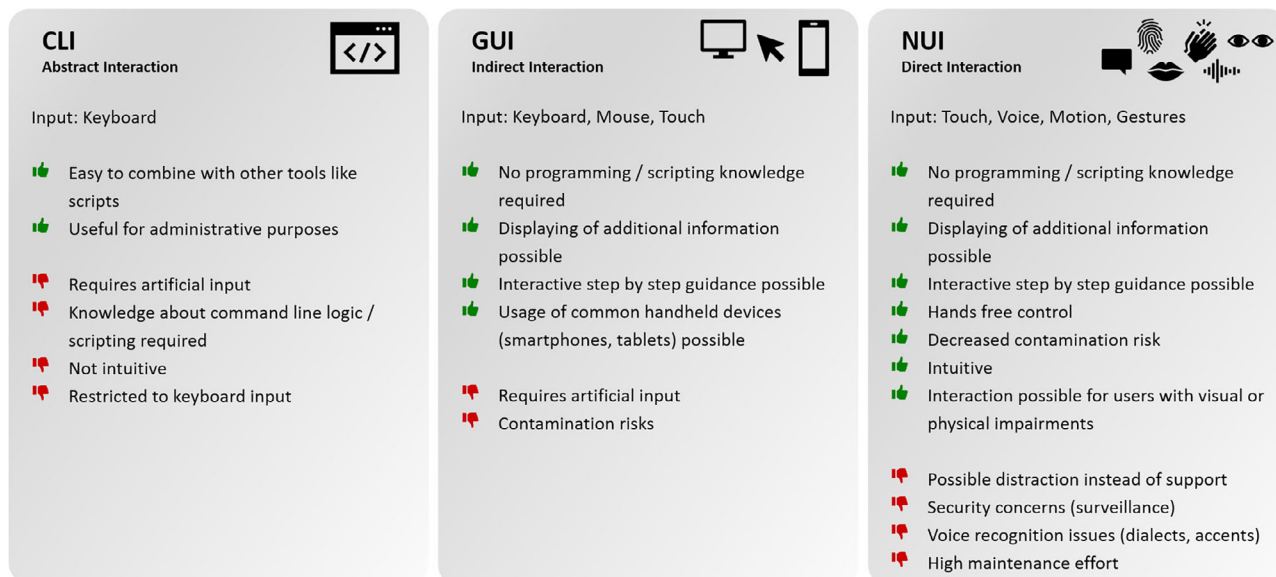 CLI
Abstract Interaction
</>
Input: Keyboard
Easy to combine with other tools like
scripts
Useful for administrative purposes
Requires artificial input
Knowledge about command line logic /
scripting required
Not intuitive
Restricted to keyboard input
GUI
Indirect Interaction
Input: Keyboard, Mouse, Touch
No programming / scripting knowledge
required
Displaying of additional information
possible
Interactive step by step guidance possible
Usage of common handheld devices
(smartphones, tablets) possible
Requires artificial input
Contamination risks
NUI
Direct Interaction
Input: Touch, Voice, Motion, Gestures
No programming / scripting knowledge
required
Displaying of additional information
possible
Interactive step by step guidance possible
Hands free control
Decreased contamination risk
Intuitive
Interaction possible for users with visual or
physical impairments
Possible distraction instead of support
Security concerns (surveillance)
Voice recognition issues (dialects, accents)
High maintenance effort